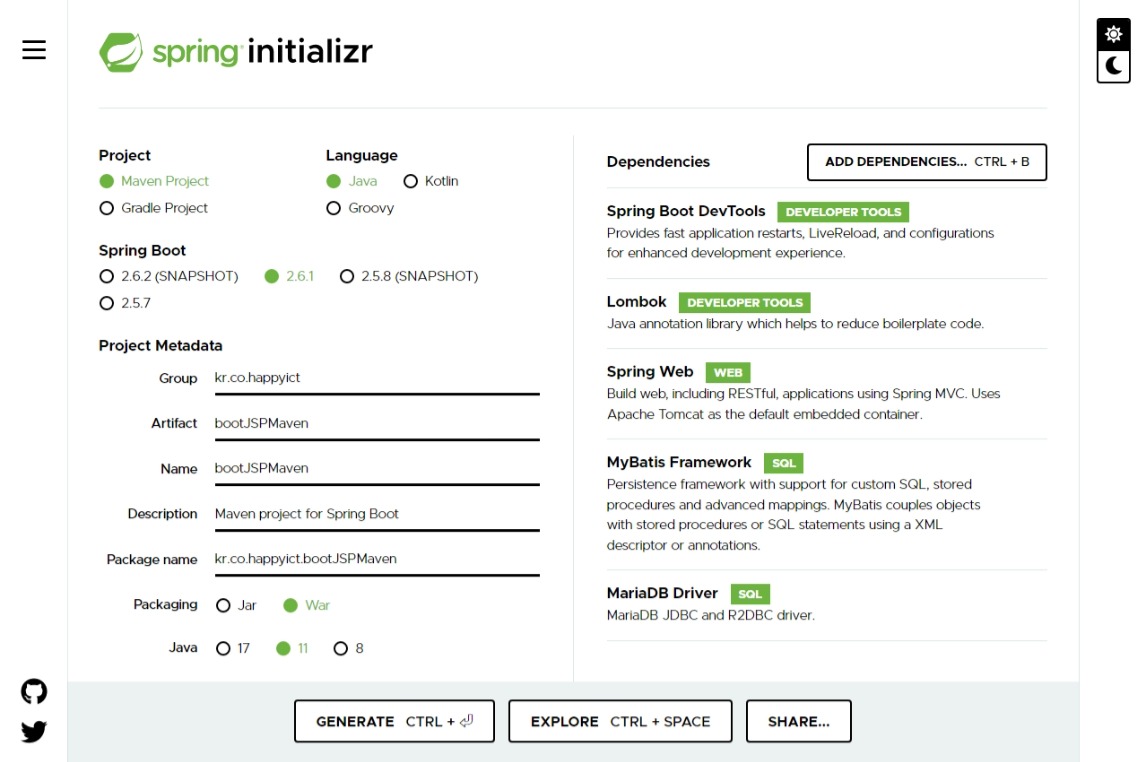 spring initializr
Project
Maven Project
Gradle Project
Language
Java Kotlin
Groovy
Spring Boot
2.6.2 (SNAPSHOT) 2.6.1 2.5.8 (SNAPSHOT)
2.5.7
Project Metadata
Group kr.co.happyict
Artifact bootJSPMaven
Name bootJSPMaven
Description Maven project for Spring Boot
Package name kr.co.happyict.bootJSPMaven
Packaging Jar War
Java 17 11 8
Dependencies
ADD DEPENDENCIES... CTRL + B
Spring Boot DevTools DEVELOPER TOOLS
Provides fast application restarts, LiveReload, and configurations
for enhanced development experience.
Lombok DEVELOPER TOOLS
Java annotation library which helps to reduce boilerplate code.
Spring Web WEB
Build web, including RESTful, applications using Spring MVC. Uses
Apache Tomcat as the default embedded container.
MyBatis Framework SQL
Persistence framework with support for custom SQL, stored
procedures and advanced mappings. MyBatis couples objects
with stored procedures or SQL statements using a XML
descriptor or annotations.
MariaDB Driver SQL
MariaDB JDBC and R2DBC driver.
GENERATE CTRL + ⏎
EXPLORE CTRL + SPACE
SHARE...